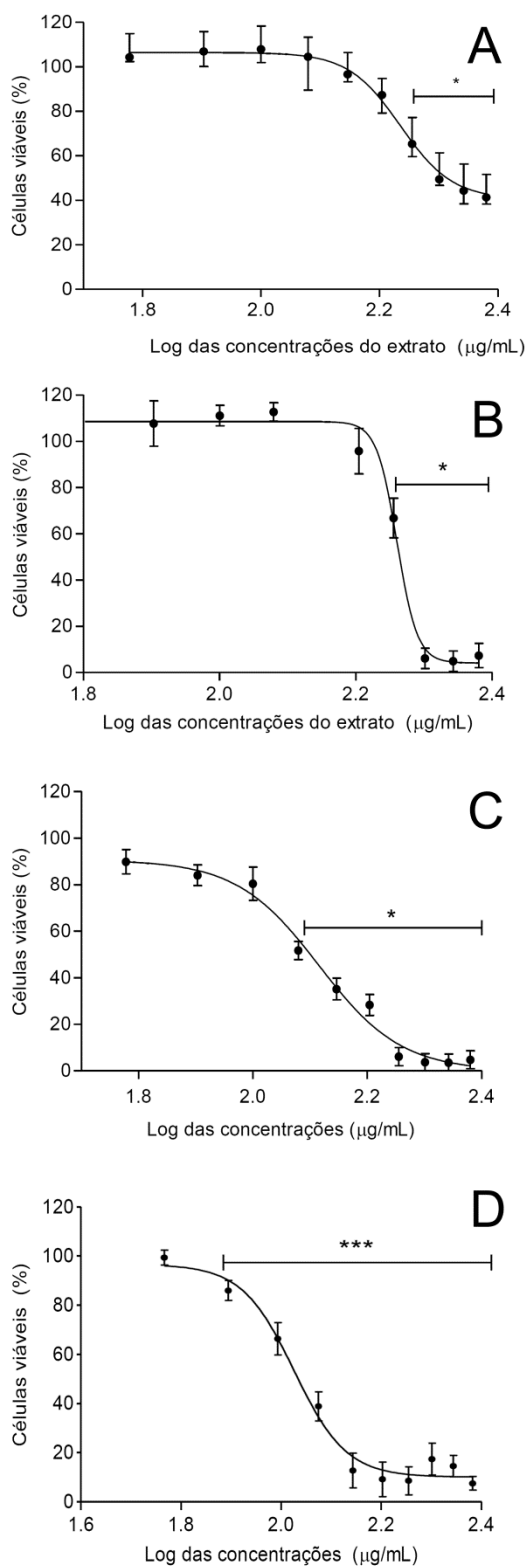 A
120
100
80
60
40
20
0
Células viáveis (%)
*
1.8 2.0 2.2 2.4
Log das concentrações do extrato (μg/mL)
B
120
100
80
60
40
20
0
Células viáveis (%)
*
1.8 2.0 2.2 2.4
Log das concentrações do extrato (μg/mL)
C
120
100
80
60
40
20
0
Células viáveis (%)
*
1.8 2.0 2.2 2.4
Log das concentrações (μg/mL)
D
120
100
80
60
40
20
0
Células viáveis (%)
***
1.6 1.8 2.0 2.2 2.4
Log das concentrações (μg/mL)